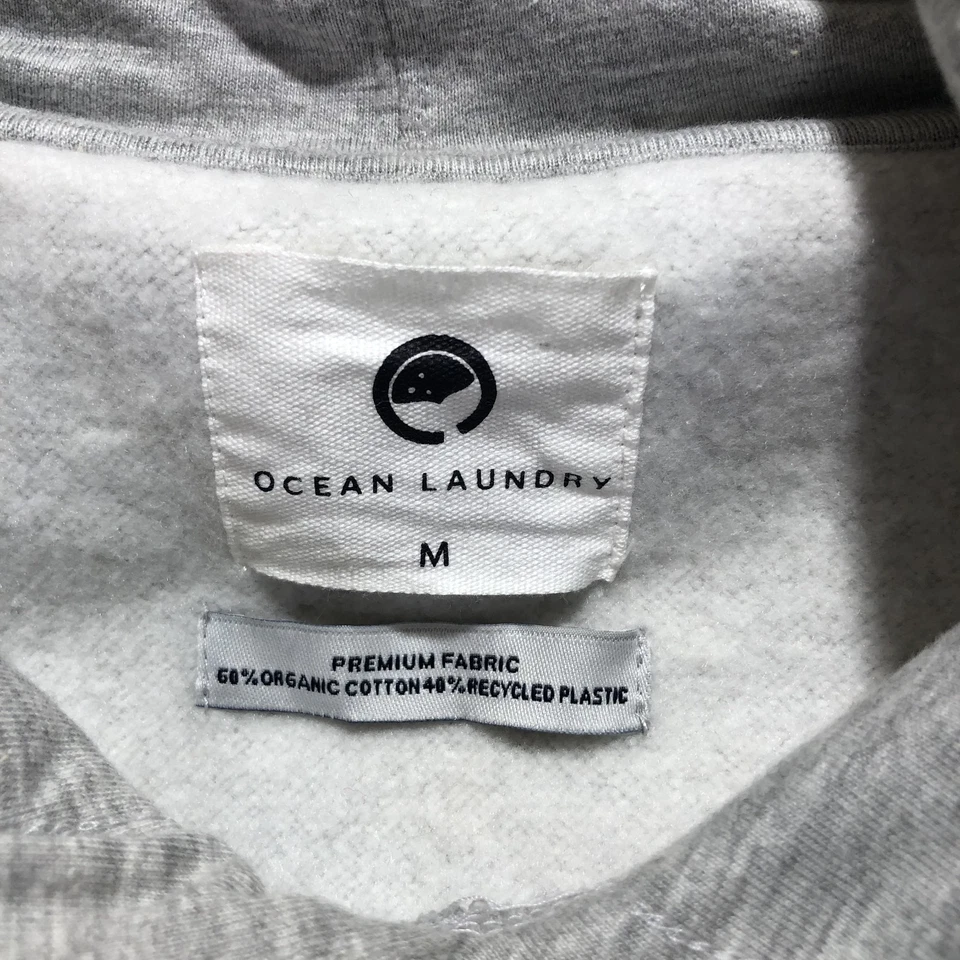 OCEAN LAUNDRY
M
PREMIUM FABRIC
60% ORGANIC COTTON 40% RECYCLED PLASTIC